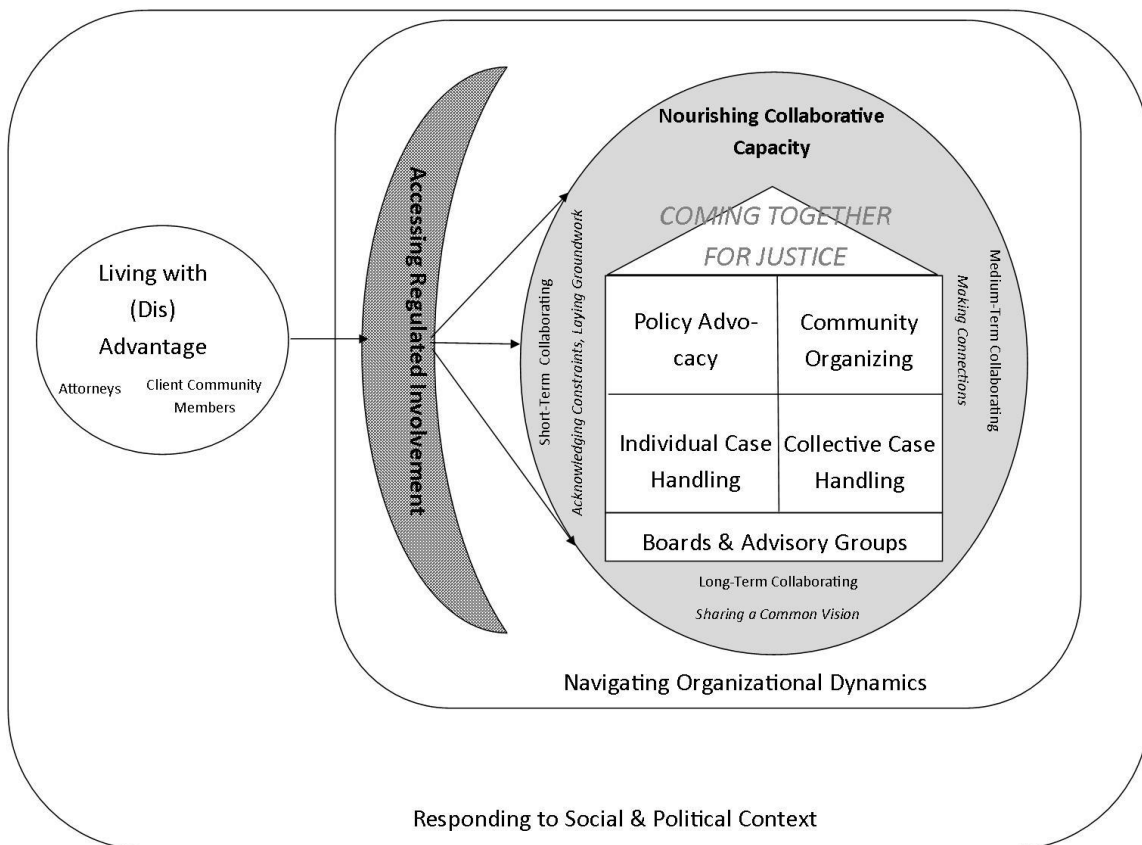 Living with
(Dis)
Advantage
Attorneys
Client Community
Members
Accessing Regulated Involvement
Nourishing Collaborative
Capacity
COMING TOGETHER
FOR JUSTICE
Short-Term Collaborating
Acknowledging Constraints, Laying Groundwork
Policy Advo-
cacy
Community
Organizing
Individual Case
Handling
Collective Case
Handling
Boards & Advisory Groups
Medium-Term Collaborating
Making Connections
Long-Term Collaborating
Sharing a Common Vision
Navigating Organizational Dynamics
Responding to Social & Political Context